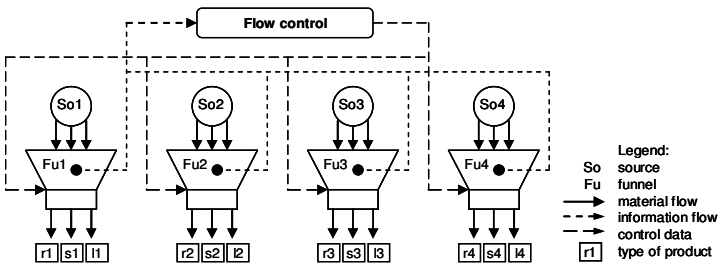 Flow control
So1 So2 So3 So4
Fu1 Fu2 Fu3 Fu4
r1 s1 l1 r2 s2 l2 r3 s3 l3 r4 s4 l4
Legend:
So source
Fu funnel
material flow
information flow
control data
r1 type of product